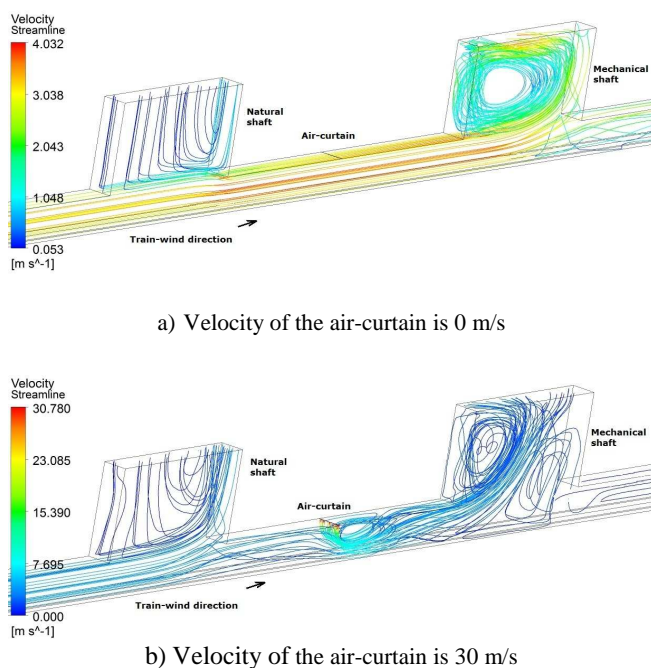 Velocity
Streamline
4.032
3.038
2.043
1.048
0.053
[m s^-1]
Natural
shaft
Air-curtain
Mechanical
shaft
Train-wind direction
a) Velocity of the air-curtain is 0 m/s
Velocity
Streamline
30.780
23.085
15.390
7.695
0.000
[m s^-1]
Natural
shaft
Air-curtain
Mechanical
shaft
Train-wind direction
b) Velocity of the air-curtain is 30 m/s